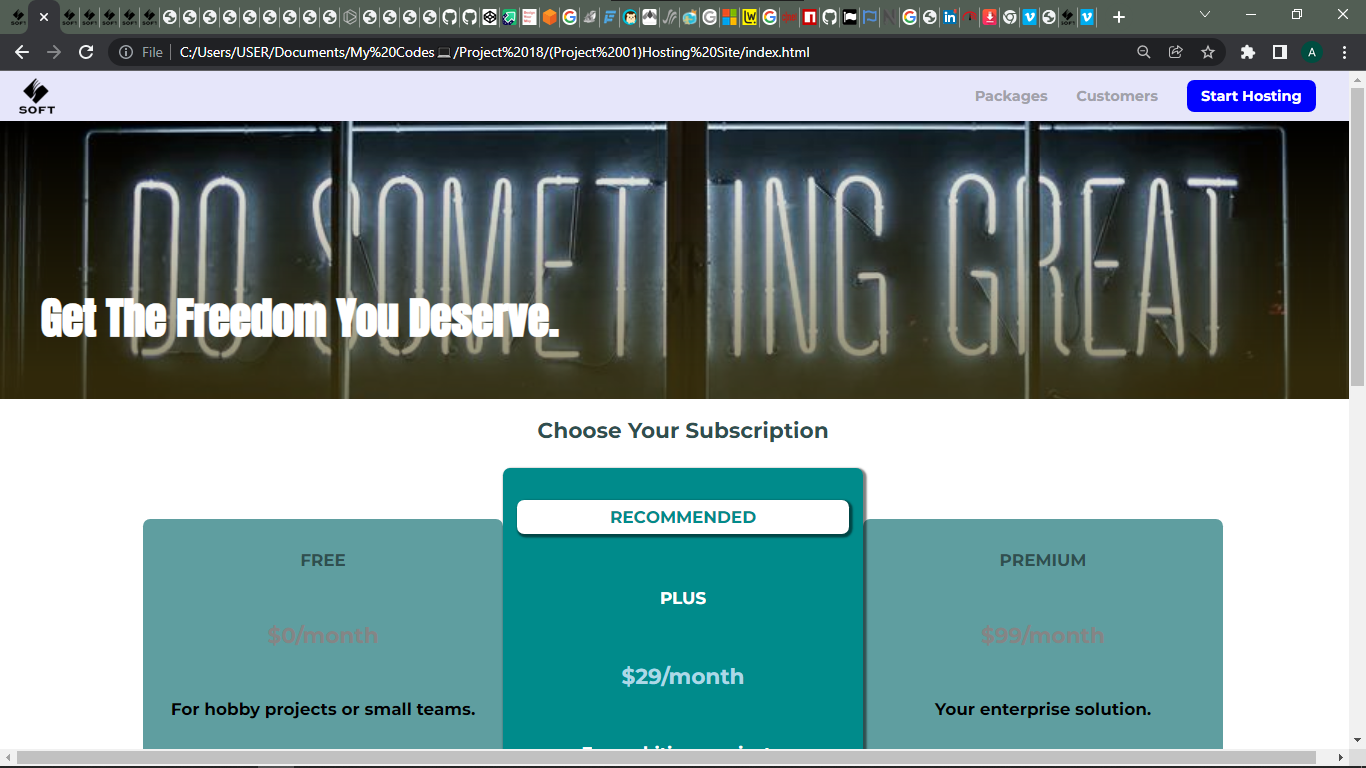 File
C:/Users/USER/Documents/My%20Codes💻/Project%2018/(Project%2001)Hosting%20Site/index.html
A
SOFT
Packages
Customers
Start Hosting
DO SOMET ING GREAT
Get The Freedom You Deserve.
Choose Your Subscription
RECOMMENDED
FREE
PLUS
PREMIUM
$0/month
$29/month
$99/month
For hobby projects or small teams.
Your enterprise solution.